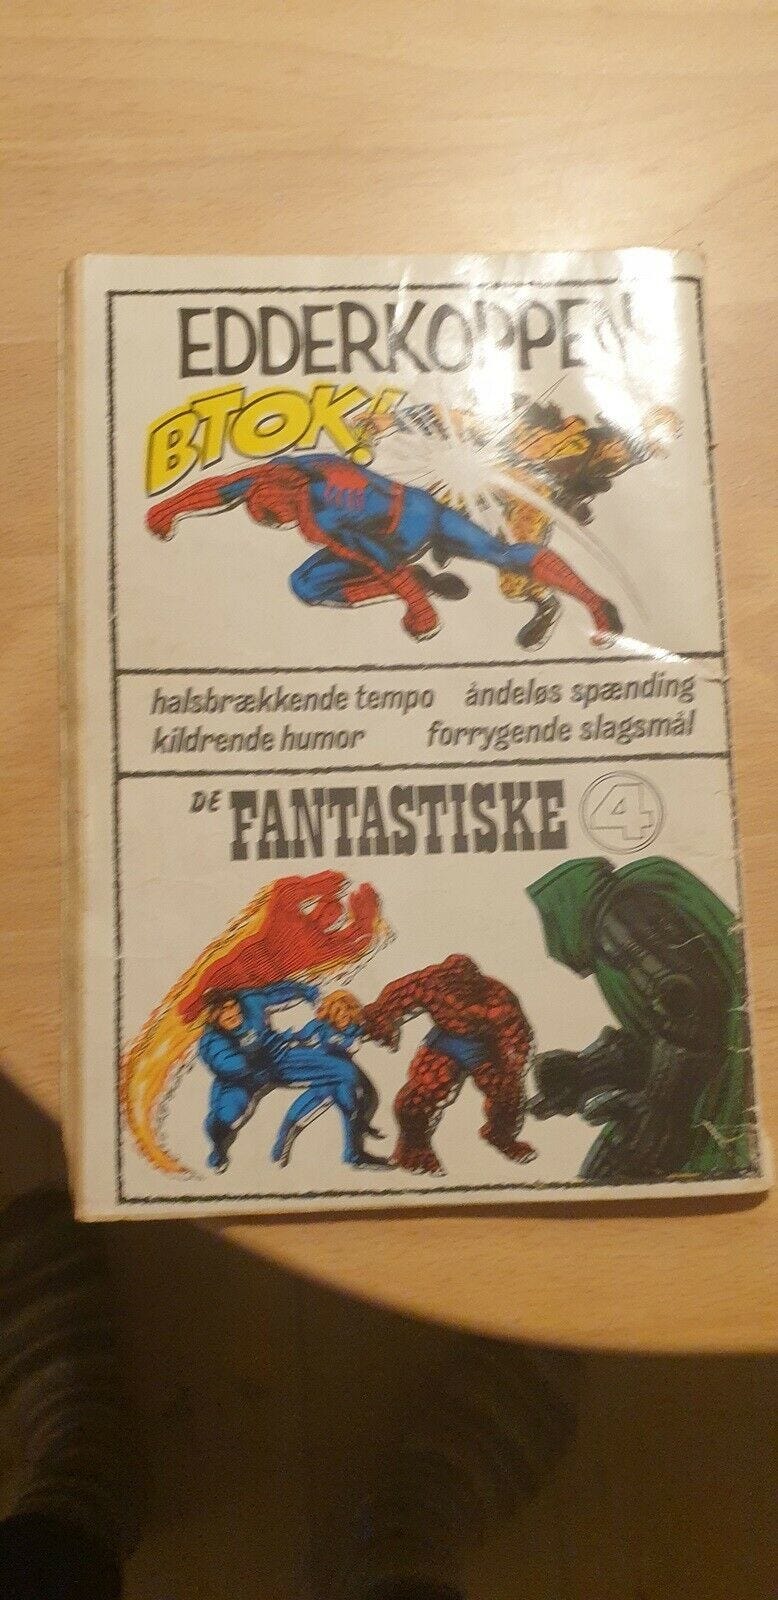 EDDERKOPPEN
BTOK!
halsbrækkende tempo åndeløs spænding
kildrende humor forrygende slagsmål
DE FANTASTISKE 4